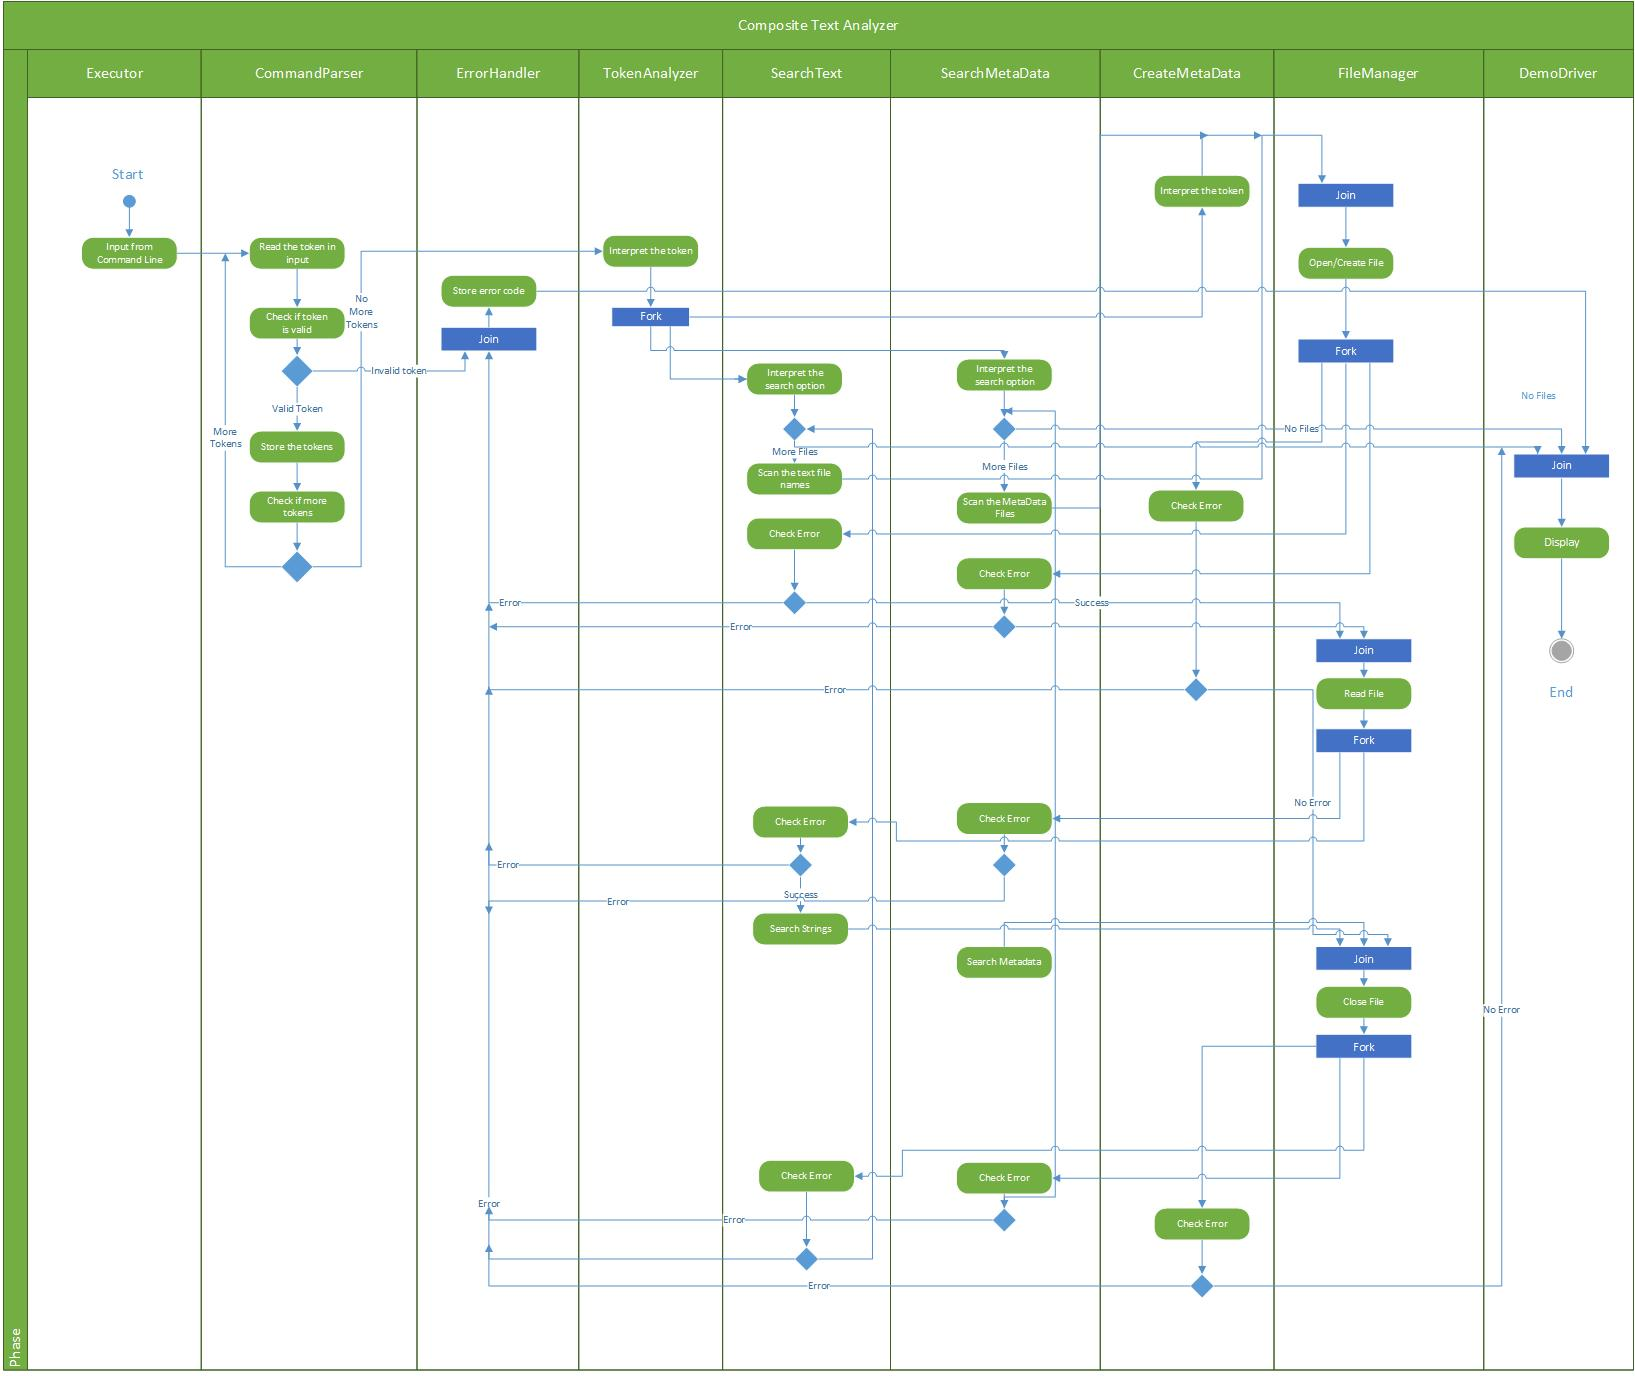 Composite Text Analyzer
Executor
CommandParser
ErrorHandler
TokenAnalyzer
SearchText
SearchMetaData
CreateMetaData
FileManager
DemoDriver
Start
Input from
Command Line
Read the token in
input
Check if token
is valid
Invalid token
Valid Token
Store the tokens
Check if more
tokens
More
Tokens
No
More
Tokens
Store error code
Join
Interpret the token
Fork
Interpret the
search option
More Files
Scan the text file
names
Check Error
Error
Interpret the
search option
More Files
Scan the MetaData
Files
Check Error
Error
Success
Interpret the token
No Files
Check Error
Error
Join
Open/Create File
Fork
No Files
Join
Display
End
Join
Read File
Fork
No Error
Check Error
Error
Success
Search Strings
Check Error
Error
Search Metadata
Join
Close File
Fork
No Error
Check Error
Error
Check Error
Error
Check Error
Error
Phase